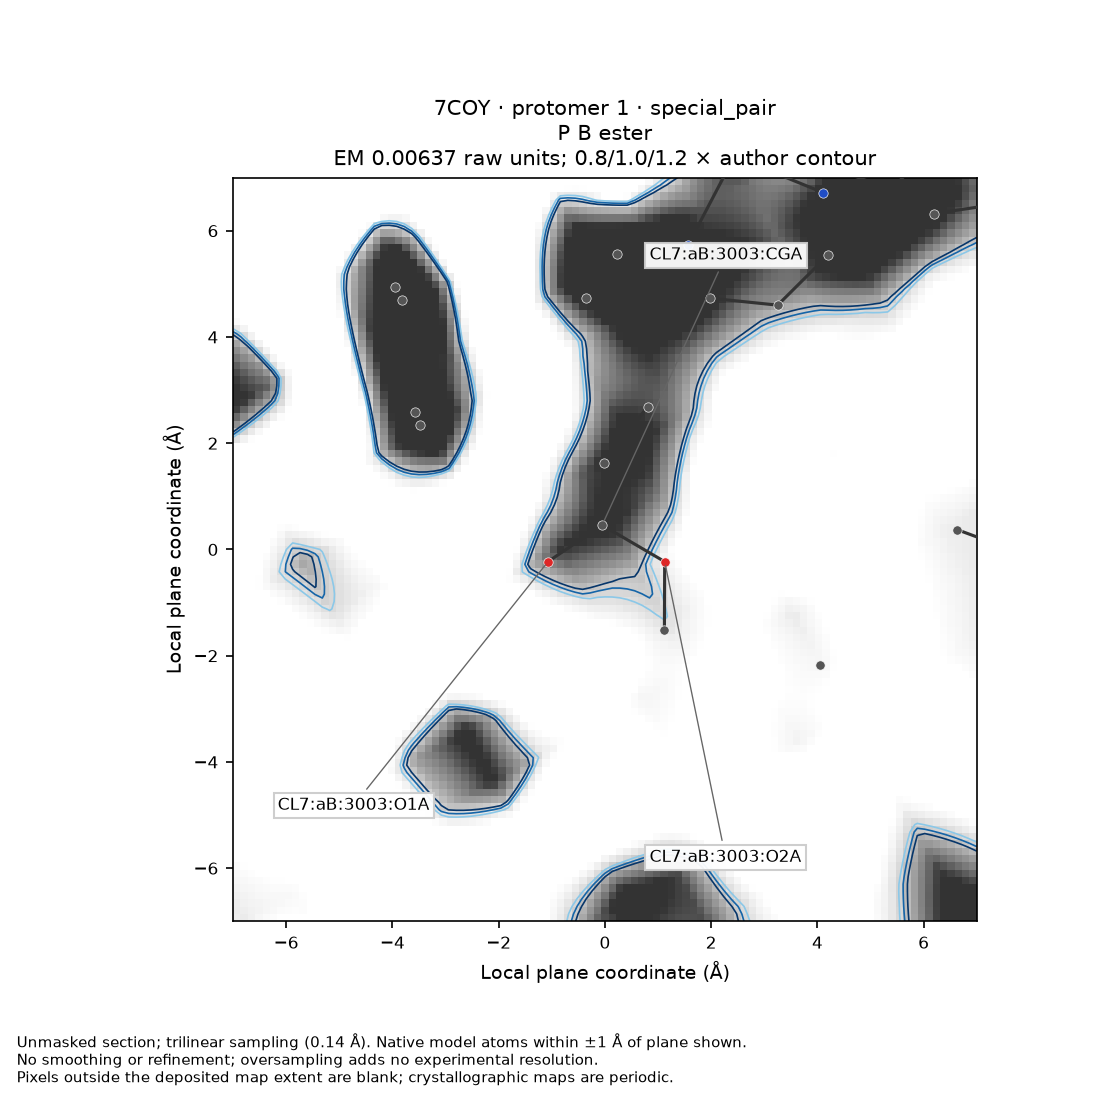 7COY · protomer 1 · special_pair
P B ester
EM 0.00637 raw units; 0.8/1.0/1.2 × author contour
Local plane coordinate (Å)
6
4
2
0
−2
−4
−6
CL7:aB:3003:CGA
CL7:aB:3003:O1A
CL7:aB:3003:O2A
−6 −4 −2 0 2 4 6
Local plane coordinate (Å)
Unmasked section; trilinear sampling (0.14 Å). Native model atoms within ±1 Å of plane shown.
No smoothing or refinement; oversampling adds no experimental resolution.
Pixels outside the deposited map extent are blank; crystallographic maps are periodic.